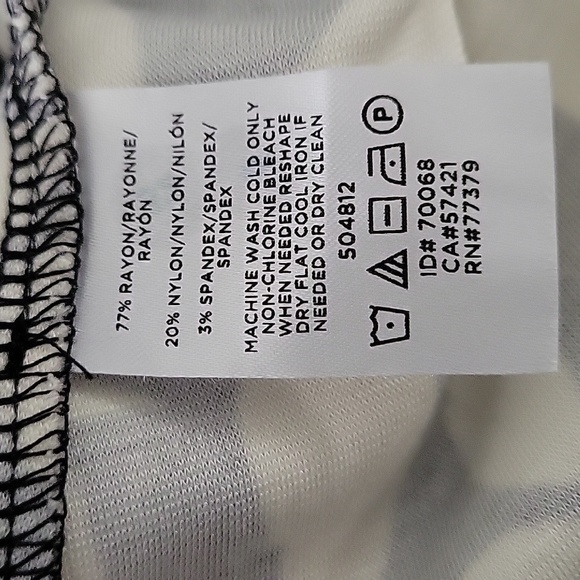 77% RAYON/RAYONNE/
RAYÓN
20% NYLON/NYLON/NILÓN
3% SPANDEX/SPANDEX/
SPANDEX
MACHINE WASH COLD ONLY
NON-CHLORINE BLEACH
WHEN NEEDED RESHAPE
DRY FLAT COOL IRON IF
NEEDED OR DRY CLEAN
504812
P
ID# 70068
CA#57421
RN#77379